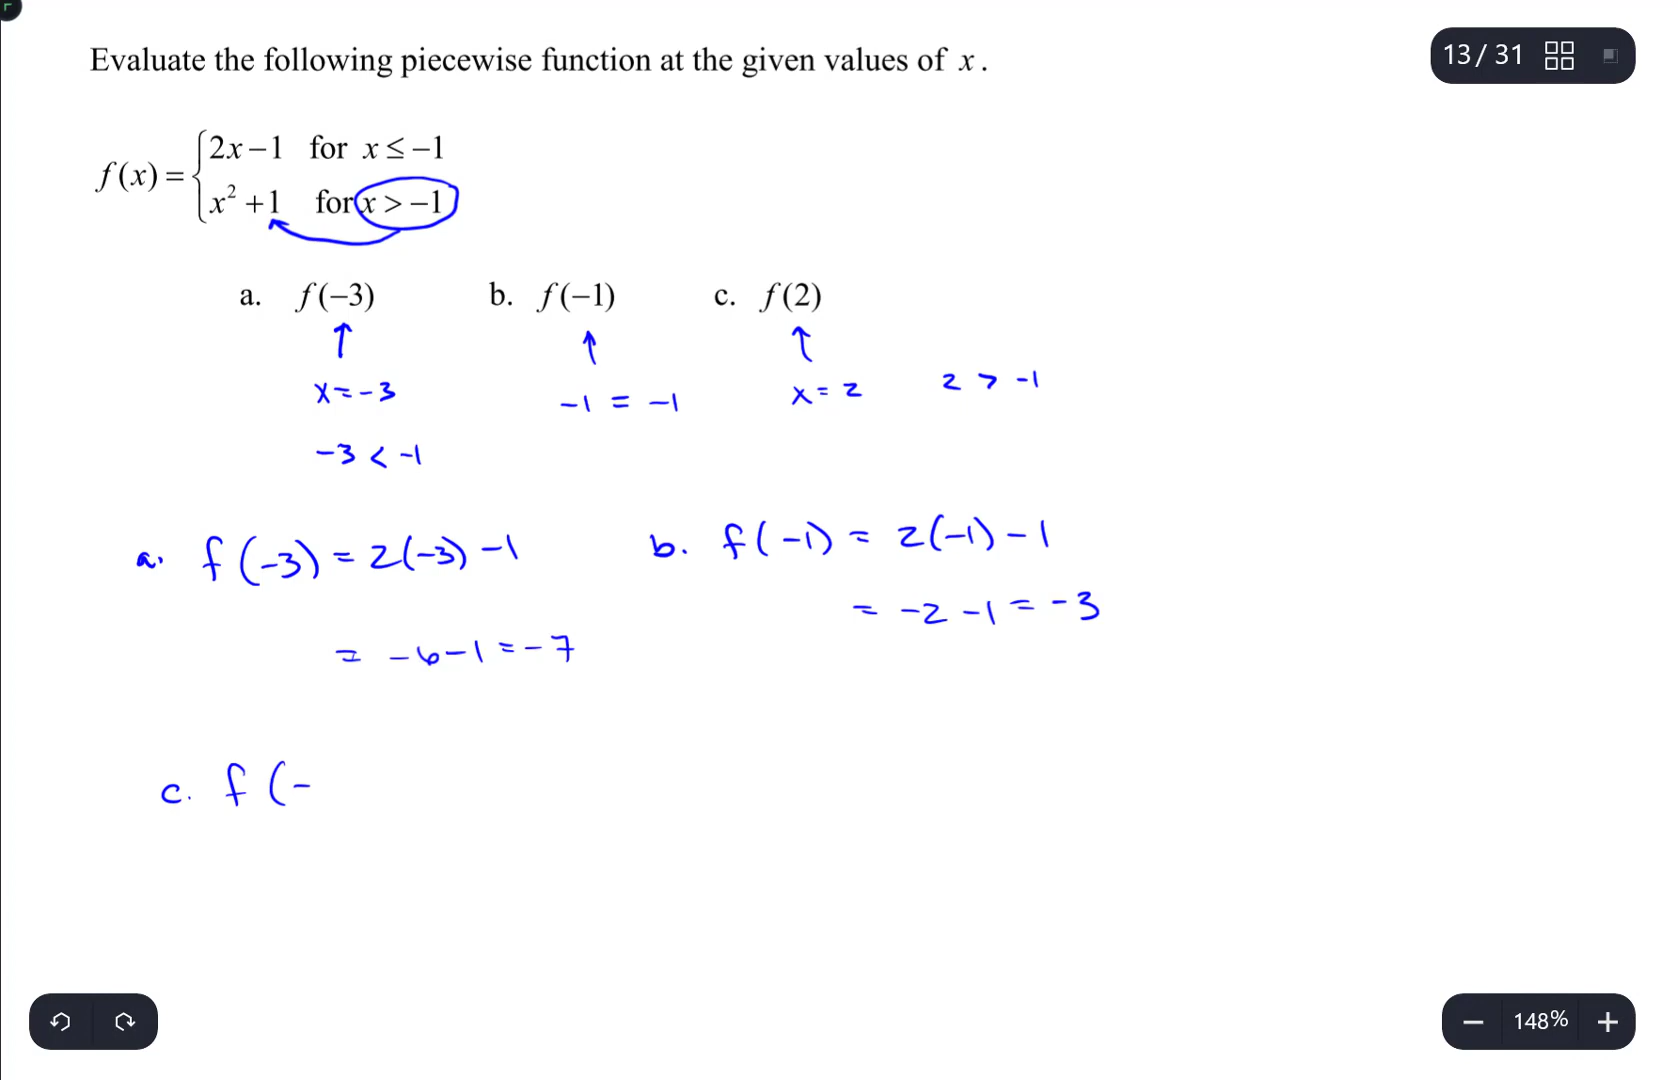 Evaluate the following piecewise function at the given values of x.
13 / 31
f(x) = { 2x−1 for x ≤ −1
x² +1 for x > −1
a. f(−3) b. f(−1) c. f(2)
x = −3 −1 = −1 x = 2 2 > −1
−3 < −1
a. f(−3) = 2(−3) −1 b. f(−1) = 2(−1) − 1
= −2 −1 = −3
= −6−1 = −7
c. f (−
148%